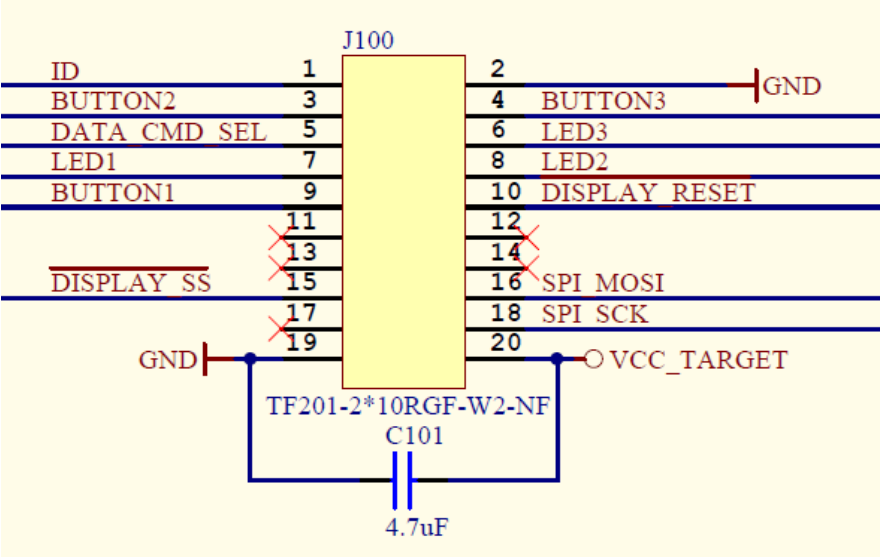 J100
ID 1 2 GND
BUTTON2 3 4 BUTTON3
DATA_CMD_SEL 5 6 LED3
LED1 7 8 LED2
BUTTON1 9 10 DISPLAY_RESET
11 12
13 14
DISPLAY_SS 15 16 SPI_MOSI
17 18 SPI_SCK
GND 19 20 VCC_TARGET
TF201-2*10RGF-W2-NF
C101
4.7uF